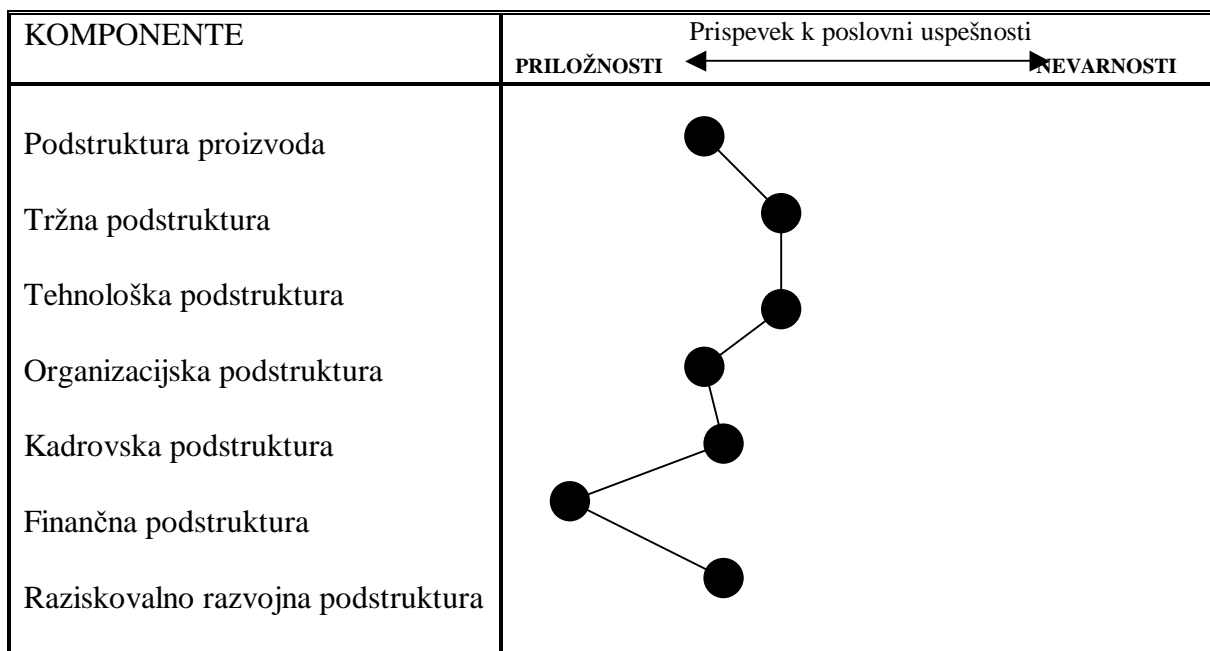 KOMPONENTE
Prispevek k poslovni uspešnosti
PRILOŽNOSTI NEVARNOSTI
Podstruktura proizvoda
Tržna podstruktura
Tehnološka podstruktura
Organizacijska podstruktura
Kadrovska podstruktura
Finančna podstruktura
Raziskovalno razvojna podstruktura